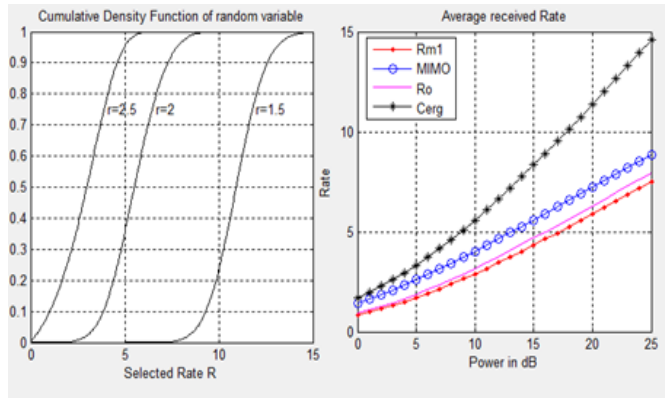 Cumulative Density Function of random variable
1
0.9
0.8
0.7
0.6
0.5
0.4
0.3
0.2
0.1
0
r=2.5
r=2
r=1.5
0
5
10
15
Selected Rate R
Average received Rate
15
10
5
0
Rate
Rm1
MIMO
Ro
Cerg
0
5
10
15
20
25
Power in dB